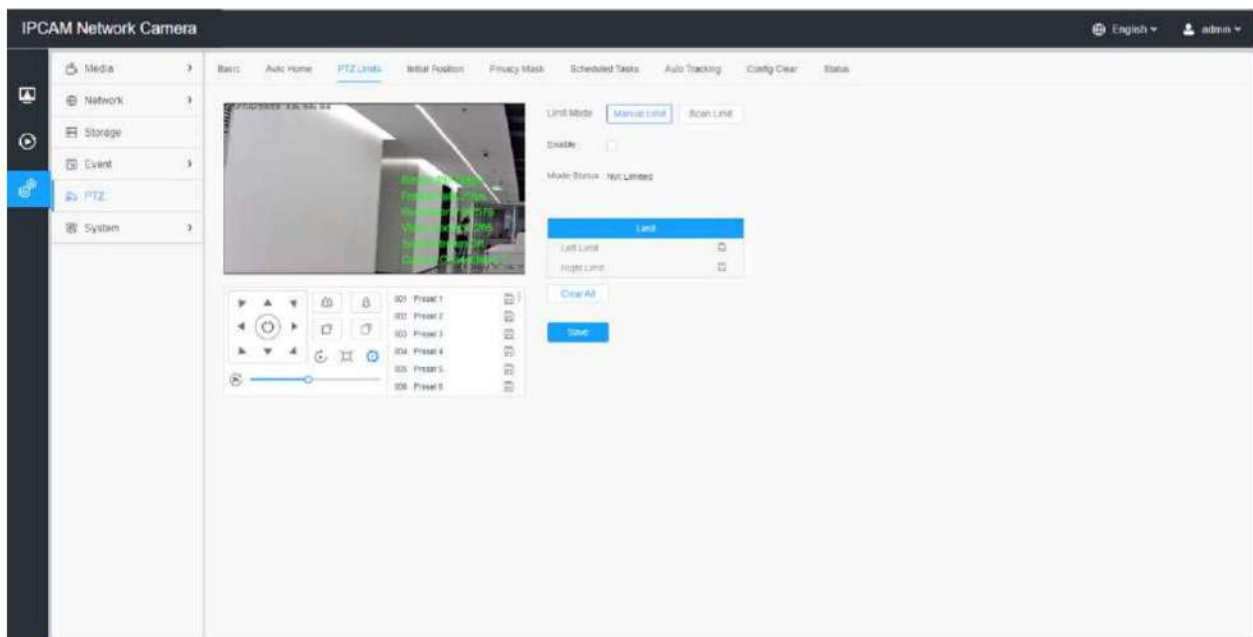 IPCAM Network Camera
English
admin
Media
Network
Storage
Event
PTZ
System
Basic Auto Home PTZ Limits Initial Position Privacy Mask Scheduled Tasks Auto Tracking Config Clear Status
Limit Mode Manual Limit Scan Limit
Enable
Mode Status Not Limited
Limit
Left Limit
Right Limit
Clear All
Save
001 Preset 1
002 Preset 2
003 Preset 3
004 Preset 4
005 Preset 5
006 Preset 6